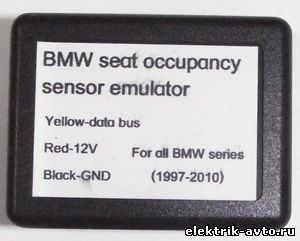 BMW seat occupancy
sensor emulator
Yellow-data bus
Red-12V For all BMW series
Black-GND (1997-2010)
elektrik-avto.ru